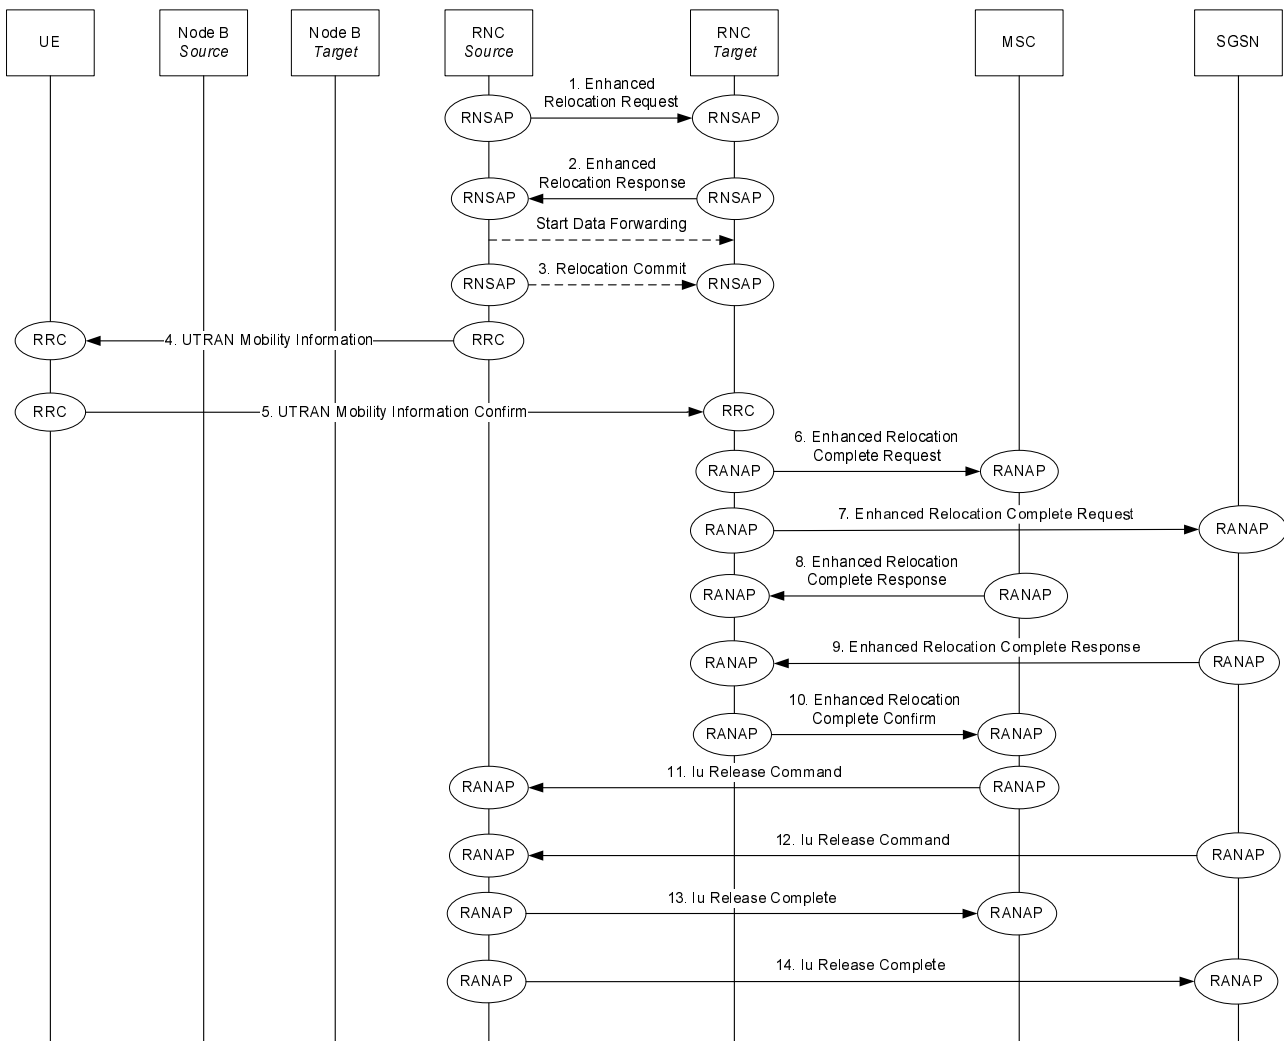 UE
Node B
Source
Node B
Target
RNC
Source
RNC
Target
MSC
SGSN
1. Enhanced
Relocation Request
RNSAP
RNSAP
2. Enhanced
Relocation Response
RNSAP
RNSAP
Start Data Forwarding
3. Relocation Commit
RNSAP
RNSAP
RRC
4. UTRAN Mobility Information
RRC
RRC
5. UTRAN Mobility Information Confirm
RRC
6. Enhanced Relocation
Complete Request
RANAP
RANAP
7. Enhanced Relocation Complete Request
RANAP
RANAP
8. Enhanced Relocation
Complete Response
RANAP
RANAP
9. Enhanced Relocation Complete Response
RANAP
RANAP
10. Enhanced Relocation
Complete Confirm
RANAP
RANAP
11. Iu Release Command
RANAP
RANAP
12. Iu Release Command
RANAP
RANAP
13. Iu Release Complete
RANAP
RANAP
14. Iu Release Complete
RANAP
RANAP